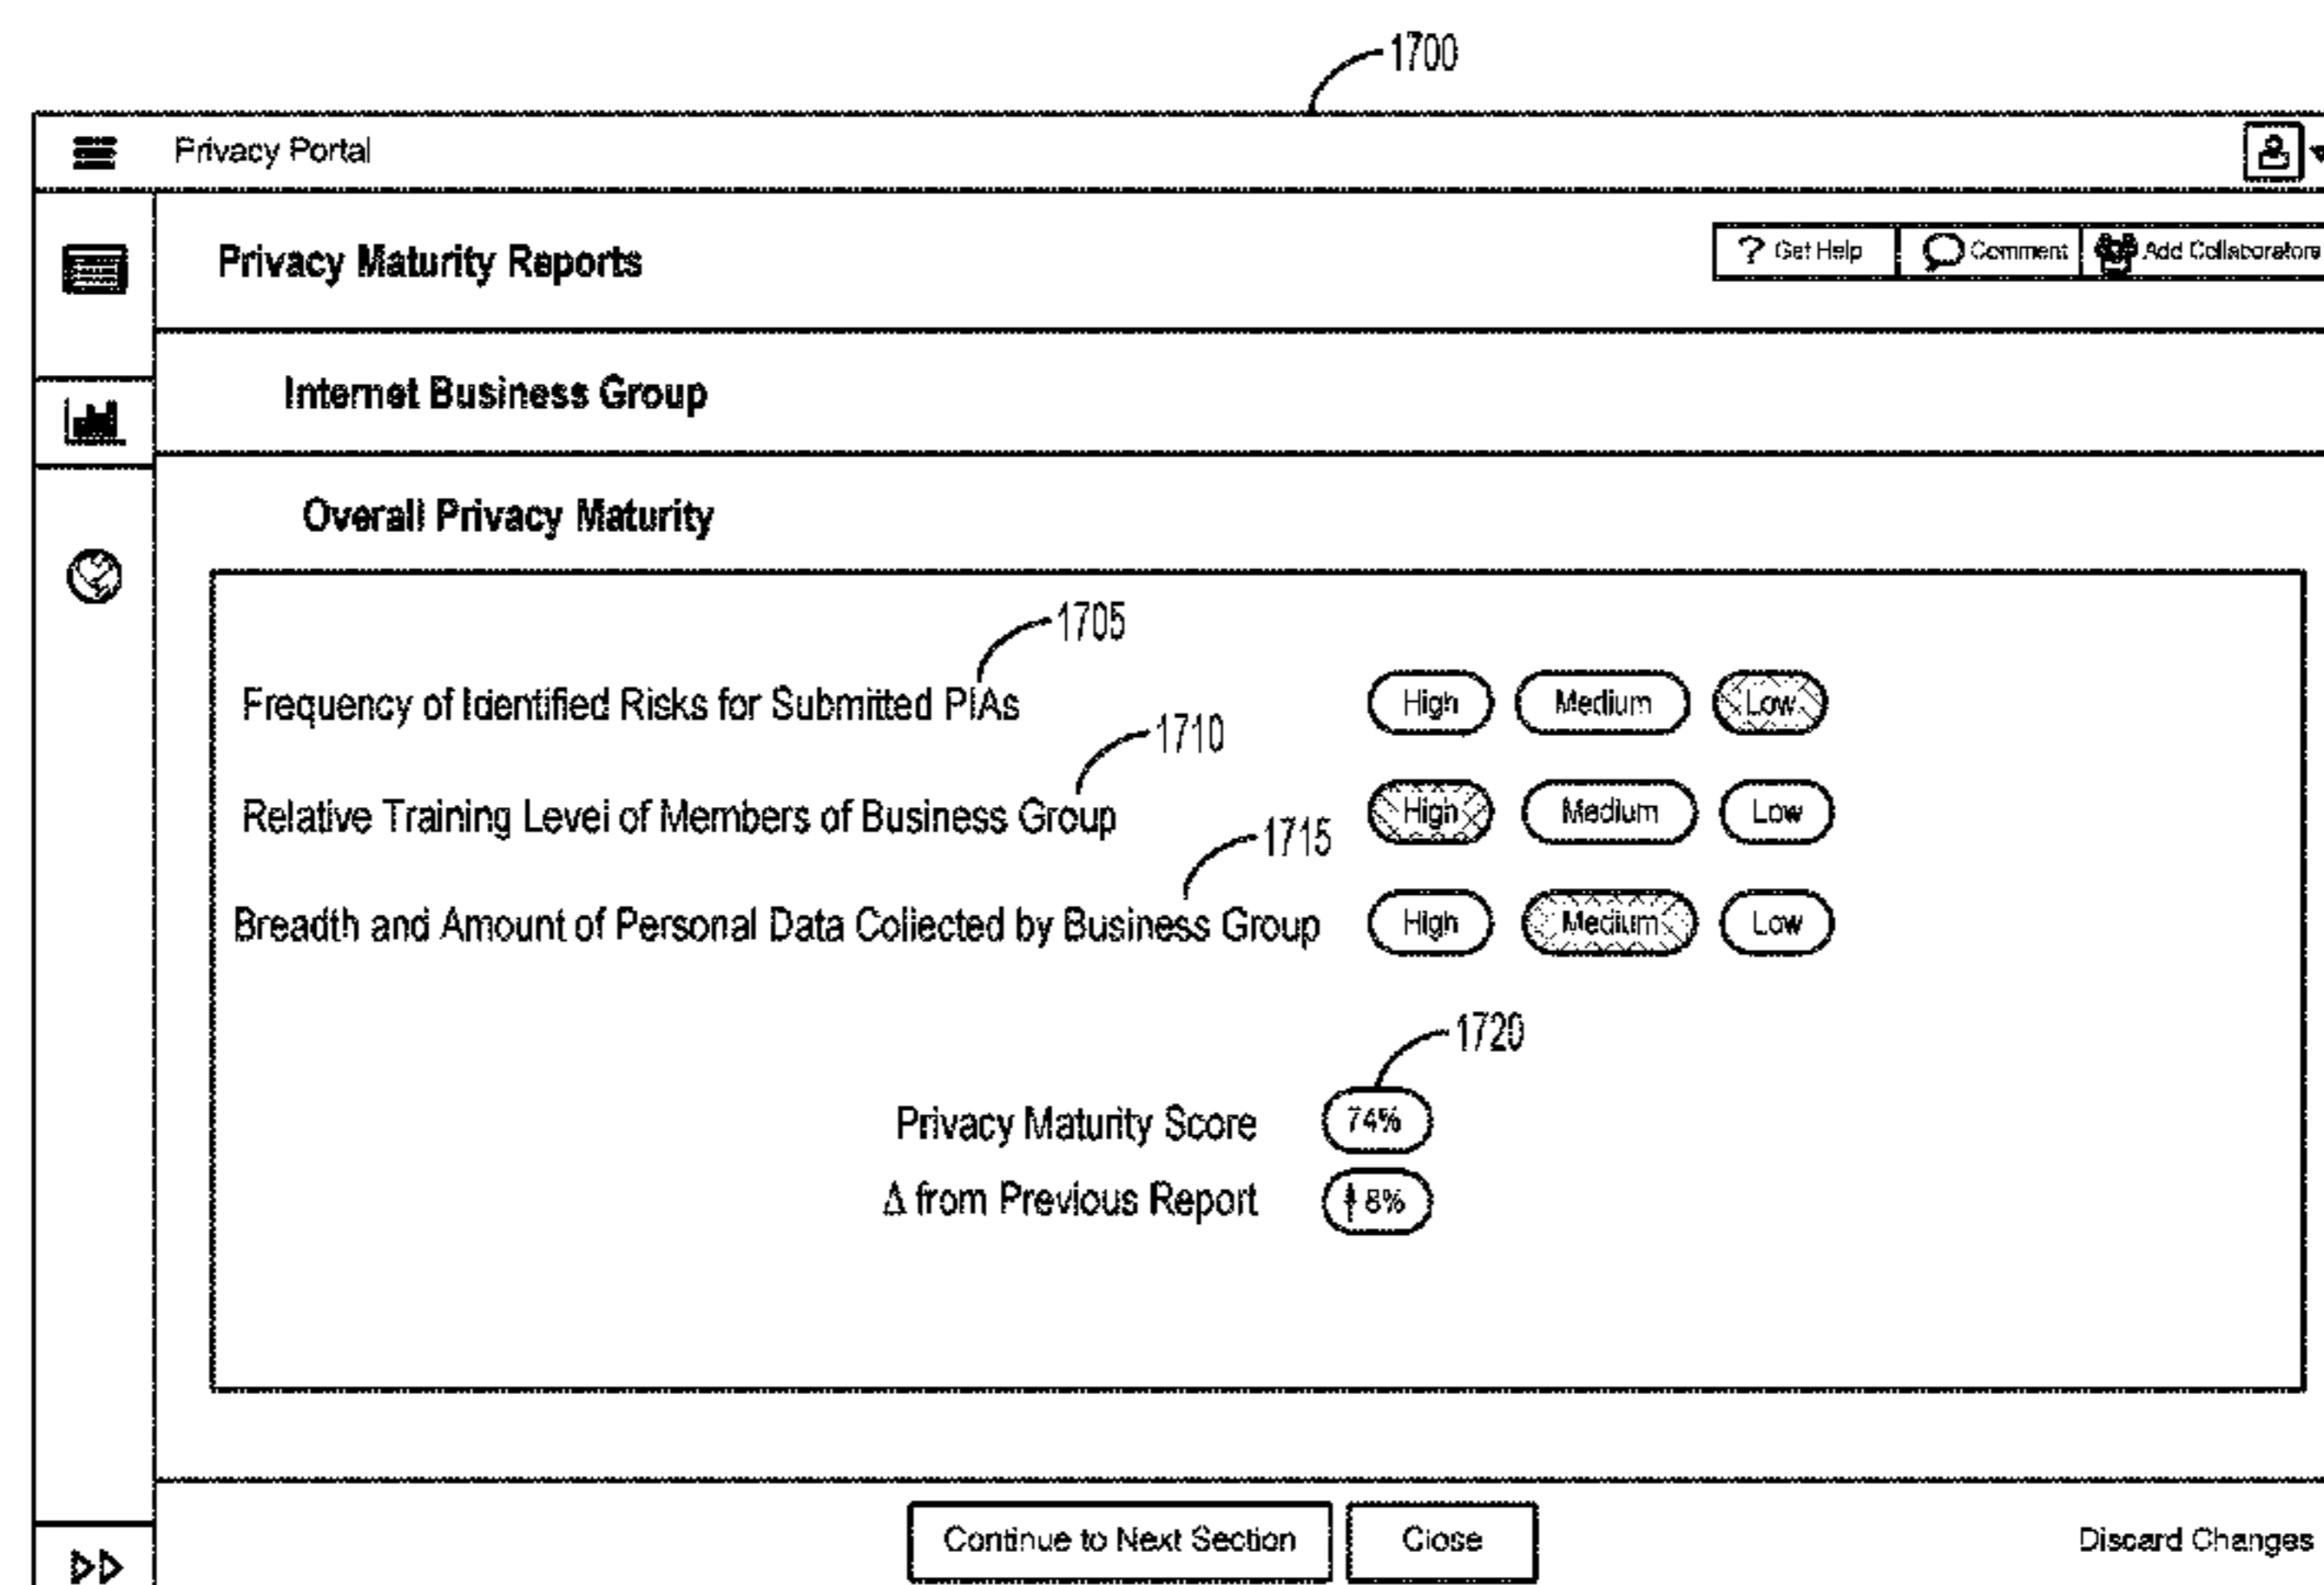 1700
Privacy Portal
Privacy Maturity Reports
? Get Help
Comment
Add Collaborators
Internet Business Group
Overall Privacy Maturity
1705
Frequency of Identified Risks for Submitted PIAs High Medium Low
1710
Relative Training Level of Members of Business Group High Medium Low
1715
Breadth and Amount of Personal Data Collected by Business Group High Medium Low
1720
Privacy Maturity Score 74%
Δ from Previous Report 8%
Continue to Next Section
Close
Discard Changes